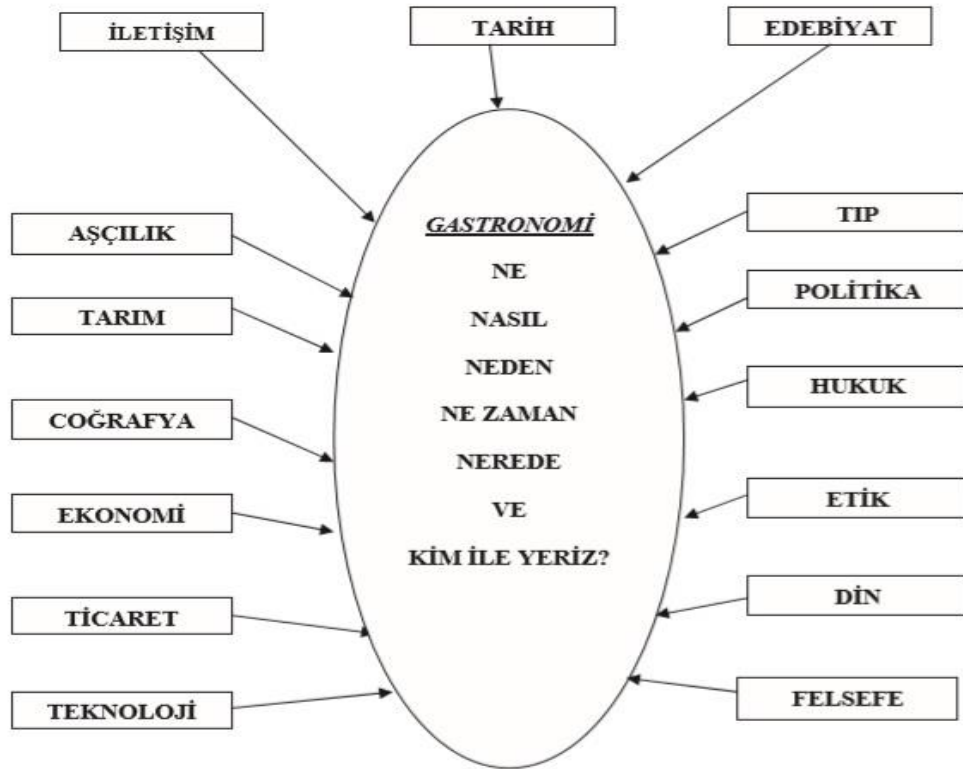 İLETİŞİM
TARİH
EDEBİYAT
AŞÇILIK
TARIM
COĞRAFYA
EKONOMİ
TİCARET
TEKNOLOJİ
GASTRONOMİ
NE
NASIL
NEDEN
NE ZAMAN
NEREDE
VE
KİM İLE YERİZ?
TIP
POLİTİKA
HUKUK
ETİK
DİN
FELSEFE